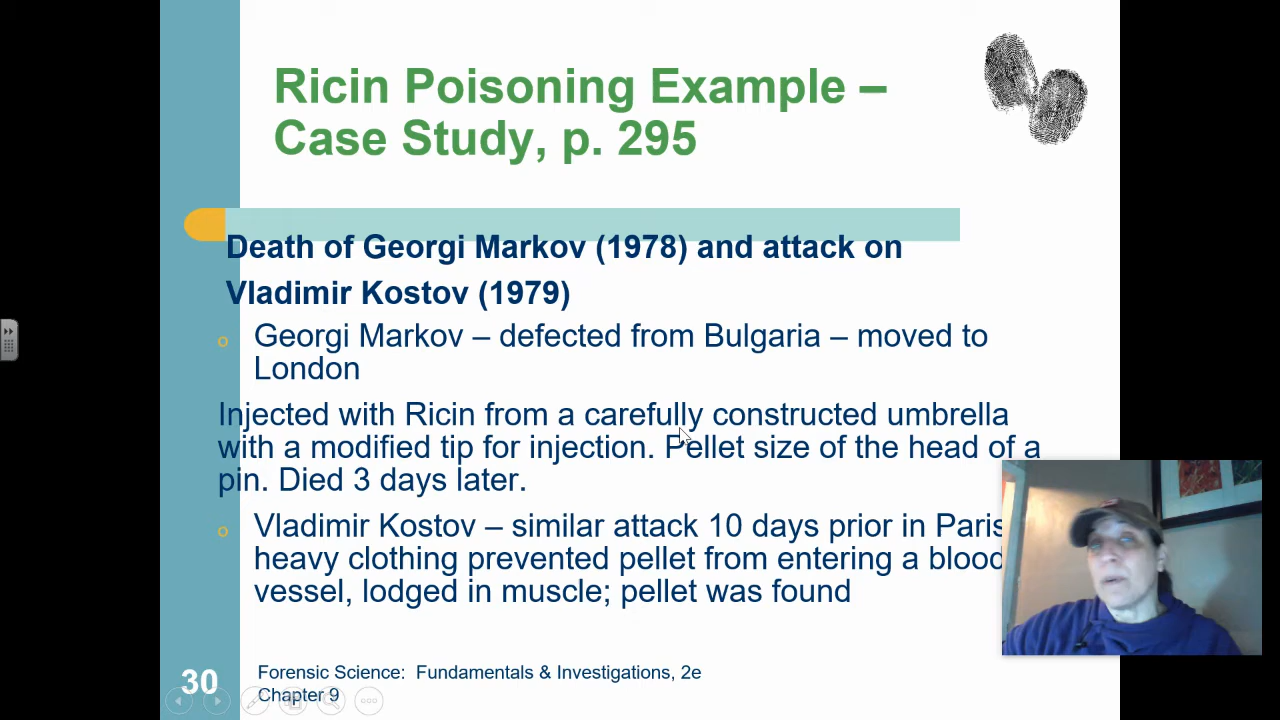 Ricin Poisoning Example –
Case Study, p. 295
Death of Georgi Markov (1978) and attack on
Vladimir Kostov (1979)
o Georgi Markov – defected from Bulgaria – moved to
London
Injected with Ricin from a carefully constructed umbrella
with a modified tip for injection. Pellet size of the head of a
pin. Died 3 days later.
o Vladimir Kostov – similar attack 10 days prior in Paris
heavy clothing prevented pellet from entering a blood
vessel, lodged in muscle; pellet was found
30
Forensic Science: Fundamentals & Investigations, 2e
Chapter 9